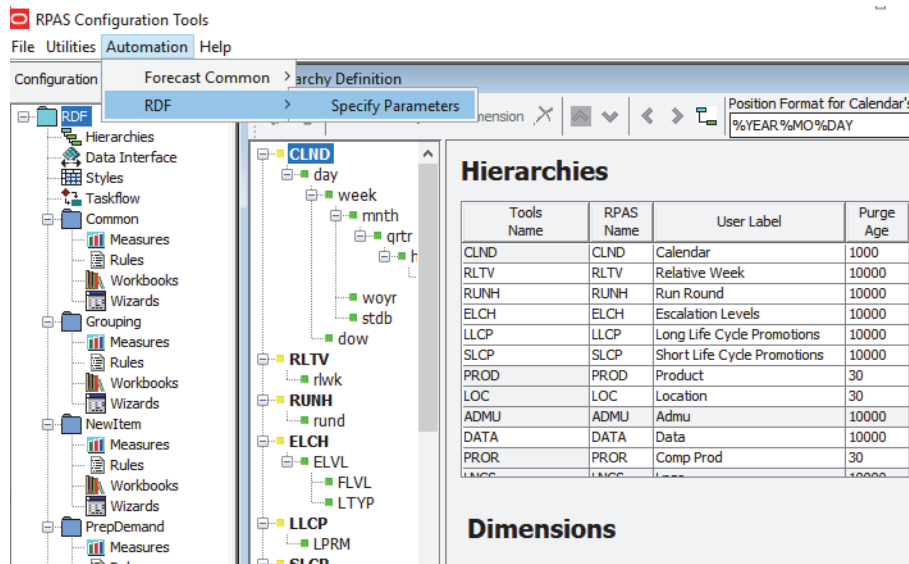 RPAS Configuration Tools
File Utilities Automation Help
Configuration
Forecast Common >
RDF > Specify Parameters
Hierarchy Definition
Position Format for Calendar's
%YEAR%MO%DAY
RDF
Hierarchies
Data Interface
Styles
Taskflow
Common
Measures
Rules
Workbooks
Wizards
Grouping
Measures
Rules
Workbooks
Wizards
NewItem
Measures
Rules
Workbooks
Wizards
PrepDemand
Measures
CLND
day
week
mnth
qrtr
h
woyr
stdb
dow
RLTV
rlwk
RUNH
rund
ELCH
ELVL
FLVL
LTYP
LLCP
LPRM
SLCP
Hierarchies
Tools Name RPAS Name User Label Purge Age
CLND CLND Calendar 1000
RLTV RLTV Relative Week 10000
RUNH RUNH Run Round 10000
ELCH ELCH Escalation Levels 10000
LLCP LLCP Long Life Cycle Promotions 10000
SLCP SLCP Short Life Cycle Promotions 10000
PROD PROD Product 30
LOC LOC Location 30
ADMU ADMU Admu 10000
DATA DATA Data 10000
PROR PROR Comp Prod 30
Dimensions